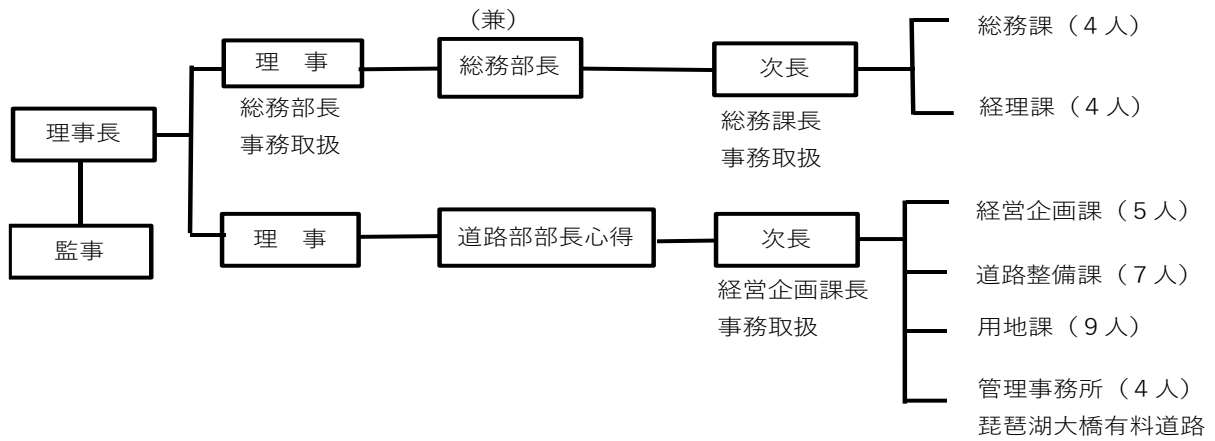 （兼）
理　事
総務部長
次長
総務課（４人）
総務部長
事務取扱
総務課長
事務取扱
経理課（４人）
理事長
監事
理　事
道路部部長心得
次長
経営企画課長
事務取扱
経営企画課（５人）
道路整備課（７人）
用地課（９人）
管理事務所（４人）
琵琶湖大橋有料道路